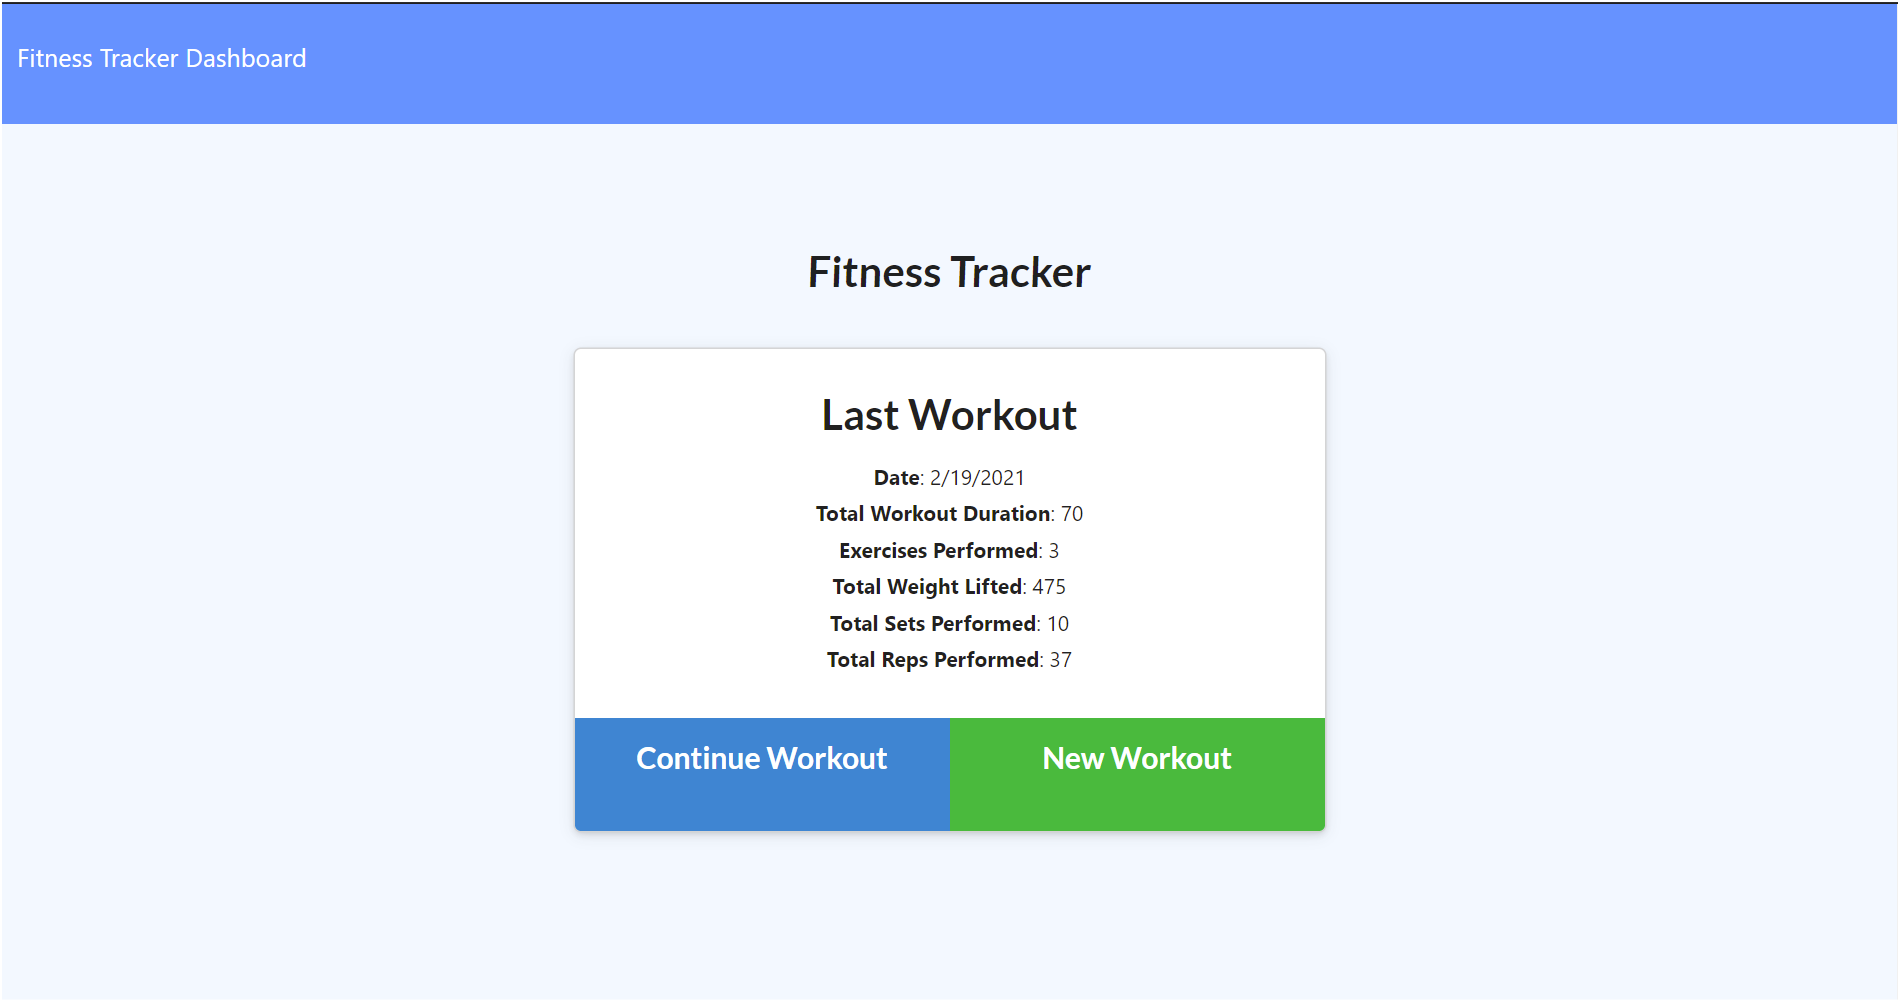 Fitness Tracker Dashboard
Fitness Tracker
Last Workout
Date: 2/19/2021
Total Workout Duration: 70
Exercises Performed: 3
Total Weight Lifted: 475
Total Sets Performed: 10
Total Reps Performed: 37
Continue Workout
New Workout